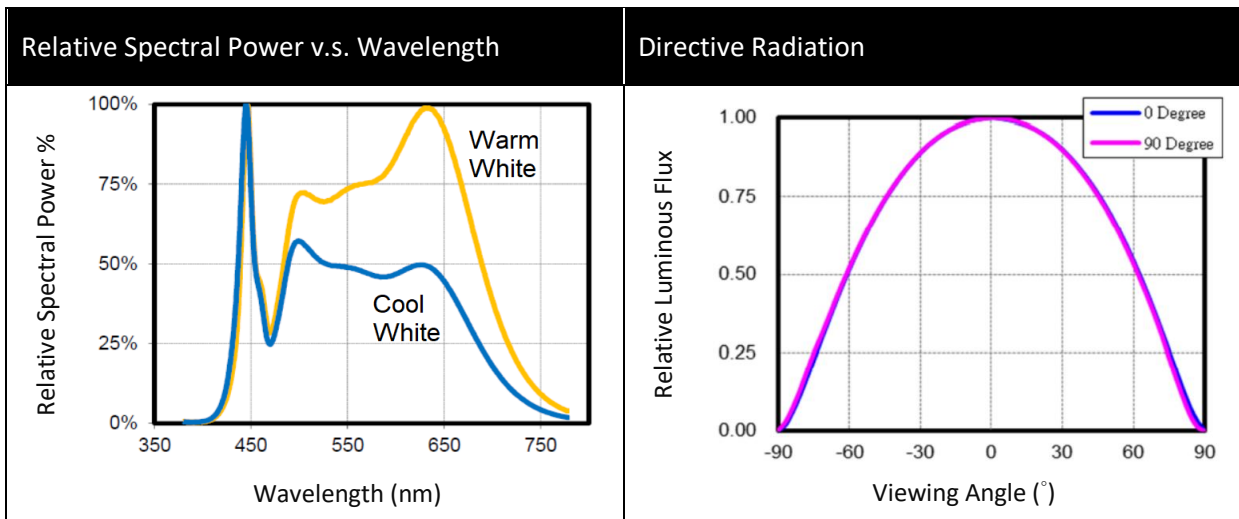 Relative Spectral Power v.s. Wavelength
Directive Radiation
Relative Spectral Power %
100%
75%
50%
25%
0%
Warm
White
Cool
White
350
450
550
650
750
Wavelength (nm)
Relative Luminous Flux
1.00
0.75
0.50
0.25
0.00
0 Degree
90 Degree
-90
-60
-30
0
30
60
90
Viewing Angle (°)